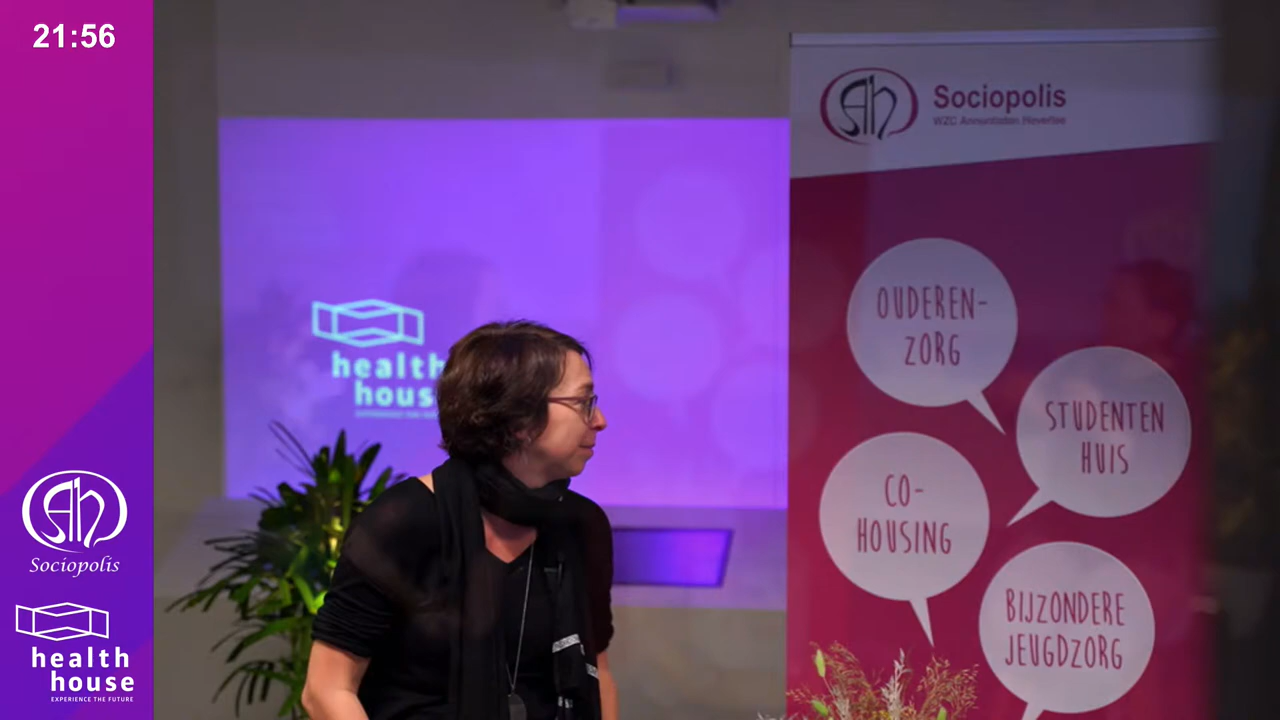 21:56
Sociopolis
health
house
EXPERIENCE THE FUTURE
health
hous
Sociopolis
WZC Annuntiaten Heverlee
OUDEREN-
ZORG
STUDENTEN
HUIS
CO-
HOUSING
BIJZONDERE
JEUGDZORG